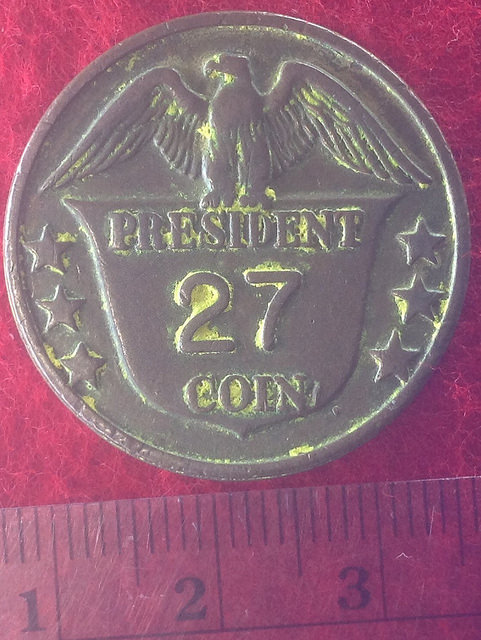 PRESIDENT
27
COIN
1 2 3